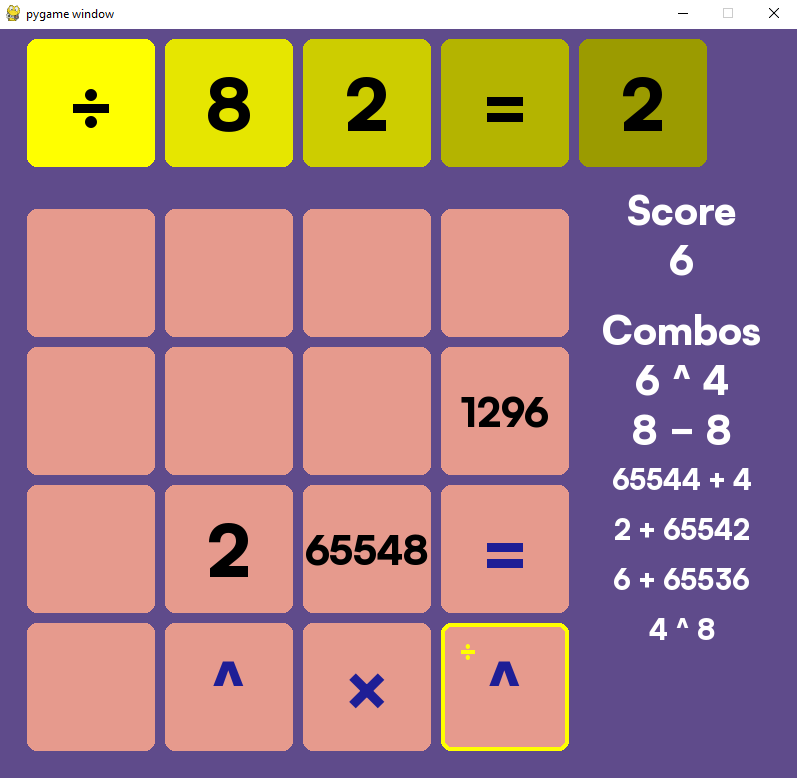 pygame window
÷ 8 2 = 2
Score
6
Combos
6 ^ 4
8 – 8
65544 + 4
2 + 65542
6 + 65536
4 ^ 8
1296
2 65548 =
^ × ÷ ^